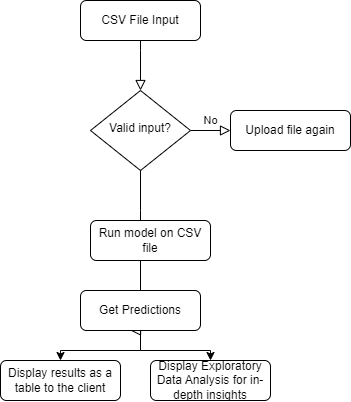 CSV File Input
Valid input?
No
Upload file again
Run model on CSV
file
Get Predictions
Display results as a
table to the client
Display Exploratory
Data Analysis for in-
depth insights